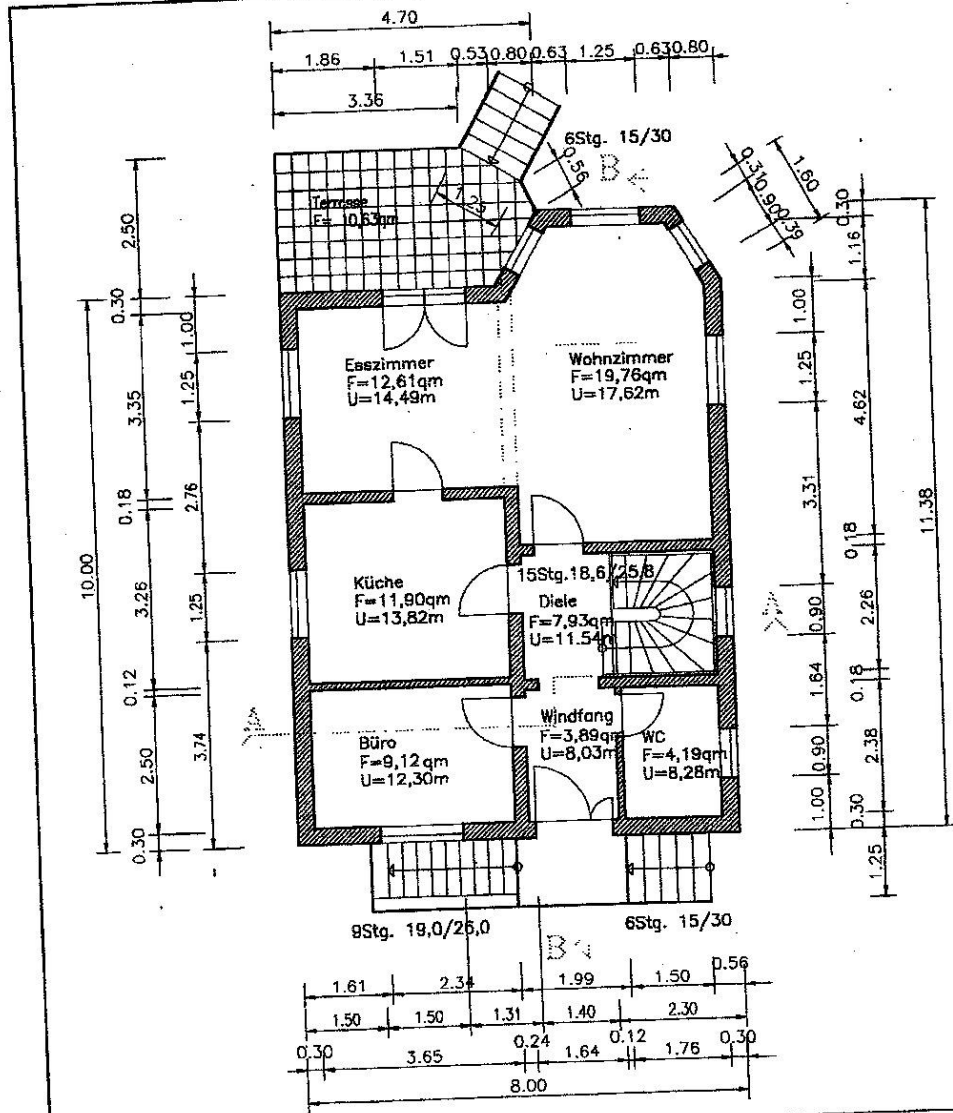 4.70
1.86 1.51 0.53 0.80 0.63 1.25 0.63 0.80
3.36
6Stg. 15/30
0.56
B
0.31 0.90 0.39
1.60
0.30
1.16
Terrasse
F= 10,63qm
1.25
2.50
0.30
3.35
0.18
3.26
0.12
2.50
0.30
10.00
1.00
1.25
2.76
1.25
3.74
Esszimmer
F=12,61qm
U=14,49m
Wohnzimmer
F=19,76qm
U=17,62m
Küche
F=11,90qm
U=13,82m
15Stg.18,6/25,8
Diele
F=7,93qm
U=11.54m
Windfang
F=3,89qm
U=8,03m
WC
F=4,19qm
U=8,28m
Büro
F=9,12qm
U=12,30m
A
A
1.00
1.25
3.31
0.90
1.64
0.90
1.00
4.62
0.18
2.26
0.18
2.38
0.30
1.25
11.38
9Stg. 19,0/26,0
6Stg. 15/30
B
1.61 2.34 1.99 1.50 0.56
1.50 1.50 1.31 1.40 2.30
0.30 3.65 0.24 1.64 0.12 1.76 0.30
8.00